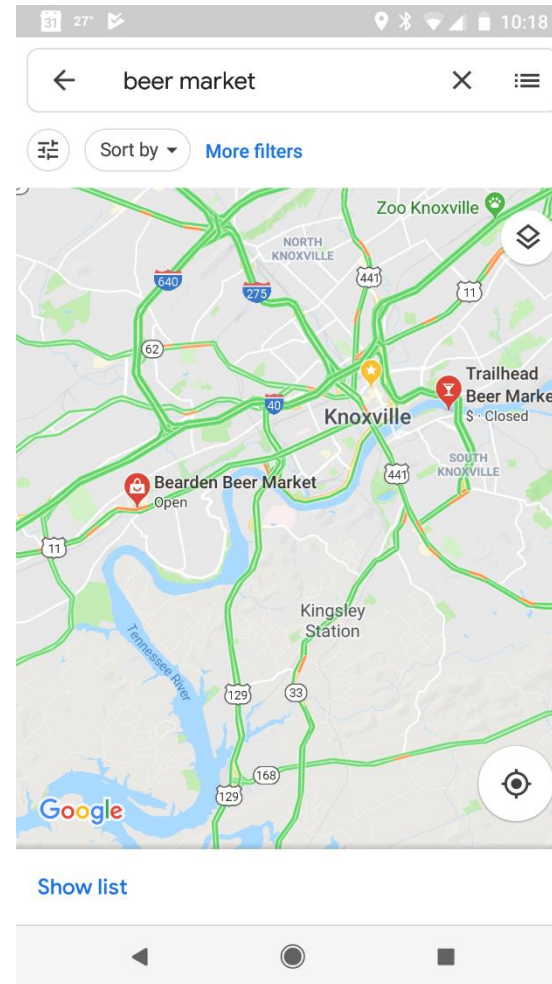 31 27° 10:18
beer market
Sort by
More filters
Zoo Knoxville
NORTH
KNOXVILLE
441
640
275
11
62
Trailhead
Beer Marke
$ · Closed
40
Knoxville
SOUTH
KNOXVILLE
441
Bearden Beer Market
Open
11
Kingsley
Station
Tennessee River
129
33
168
129
Google
Show list